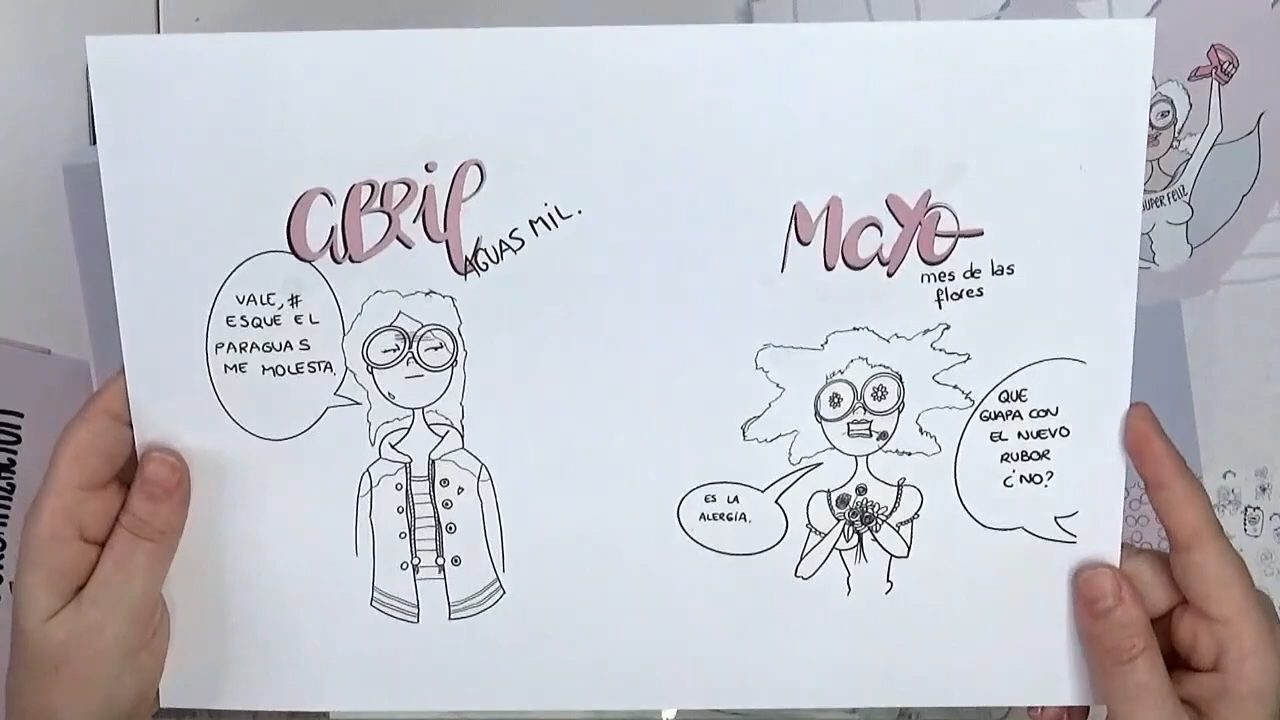 ABRIL
AGUAS MIL.
VALE, #
ESQUE EL
PARAGUAS
ME MOLESTA.
MaYo
mes de las
flores
QUE
GUAPA CON
EL NUEVO
RUBOR
¿NO?
ES LA
ALERGÍA.
SUPER FELIZ